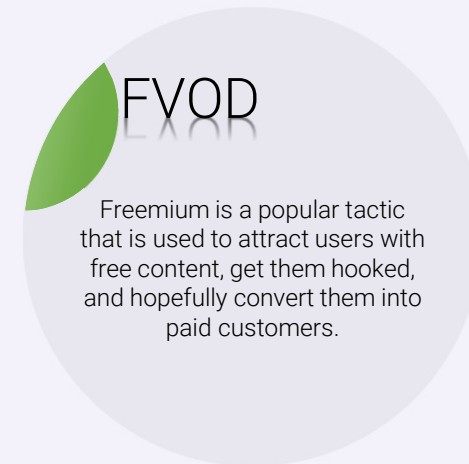 FVOD
Freemium is a popular tactic
that is used to attract users with
free content, get them hooked,
and hopefully convert them into
paid customers.